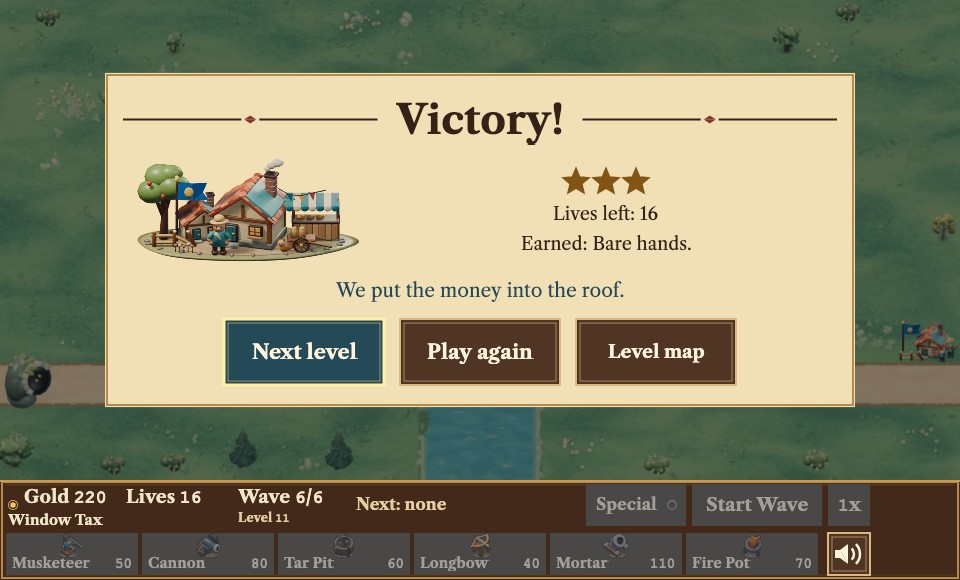 Victory!
Lives left: 16
Earned: Bare hands.
We put the money into the roof.
Next level
Play again
Level map
Gold 220
Lives 16
Wave 6/6
Next: none
Special
Start Wave
1x
Window Tax
Level 11
Musketeer 50
Cannon 80
Tar Pit 60
Longbow 40
Mortar 110
Fire Pot 70